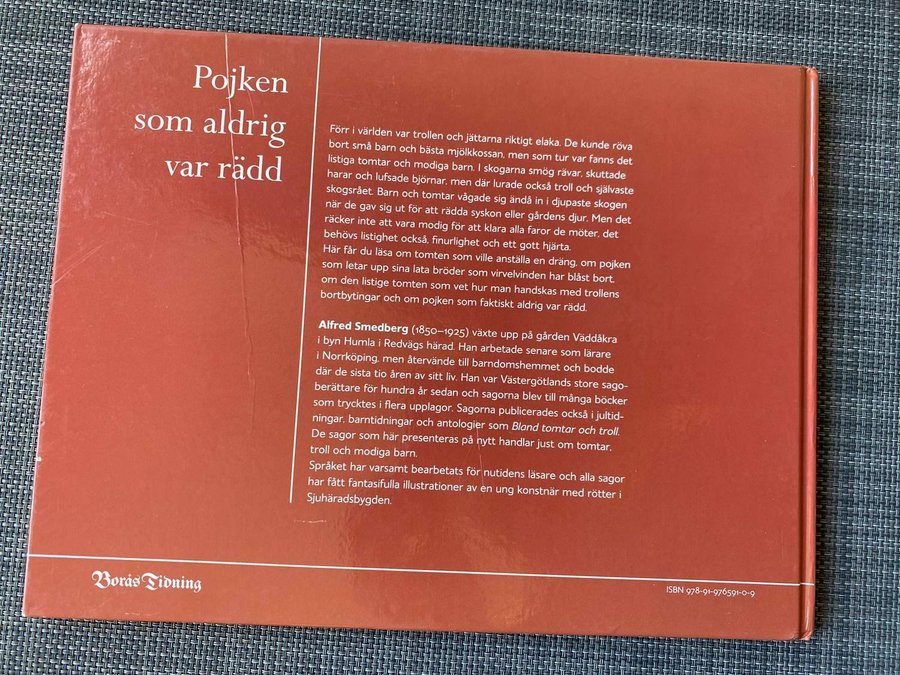 Pojken
som aldrig
var rädd
Förr i världen var trollen och jättarna riktigt elaka. De kunde röva
bort små barn och bästa mjölkkossan, men som tur var fanns det
listiga tomtar och modiga barn. I skogarna smög rävar, skuttade
harar och lufsade björnar, men där lurade också troll och självaste
skogsrået. Barn och tomtar vågade sig ändå in i djupaste skogen
när de gav sig ut för att rädda syskon eller gårdens djur. Men det
räcker inte att vara modig för att klara alla faror de möter, det
behövs listighet också, finurlighet och ett gott hjärta.
Här får du läsa om tomten som ville anställa en dräng, om pojken
som letar upp sina lata bröder som virvelvinden har blåst bort,
om den listige tomten som vet hur man handskas med trollens
bortbytingar och om pojken som faktiskt aldrig var rädd.
Alfred Smedberg (1850–1925) växte upp på gården Väddåkra
i byn Humla i Redvägs härad. Han arbetade senare som lärare
i Norrköping, men återvände till barndomshemmet och bodde
där de sista tio åren av sitt liv. Han var Västergötlands store sago-
berättare för hundra år sedan och sagorna blev till många böcker
som trycktes i flera upplagor. Sagorna publicerades också i jultid-
ningar, barntidningar och antologier som Bland tomtar och troll.
De sagor som här presenteras på nytt handlar just om tomtar,
troll och modiga barn.
Språket har varsamt bearbetats för nutidens läsare och alla sagor
har fått fantasifulla illustrationer av en ung konstnär med rötter i
Sjuhäradsbygden.
Borås Tidning
ISBN 978-91-976591-0-9